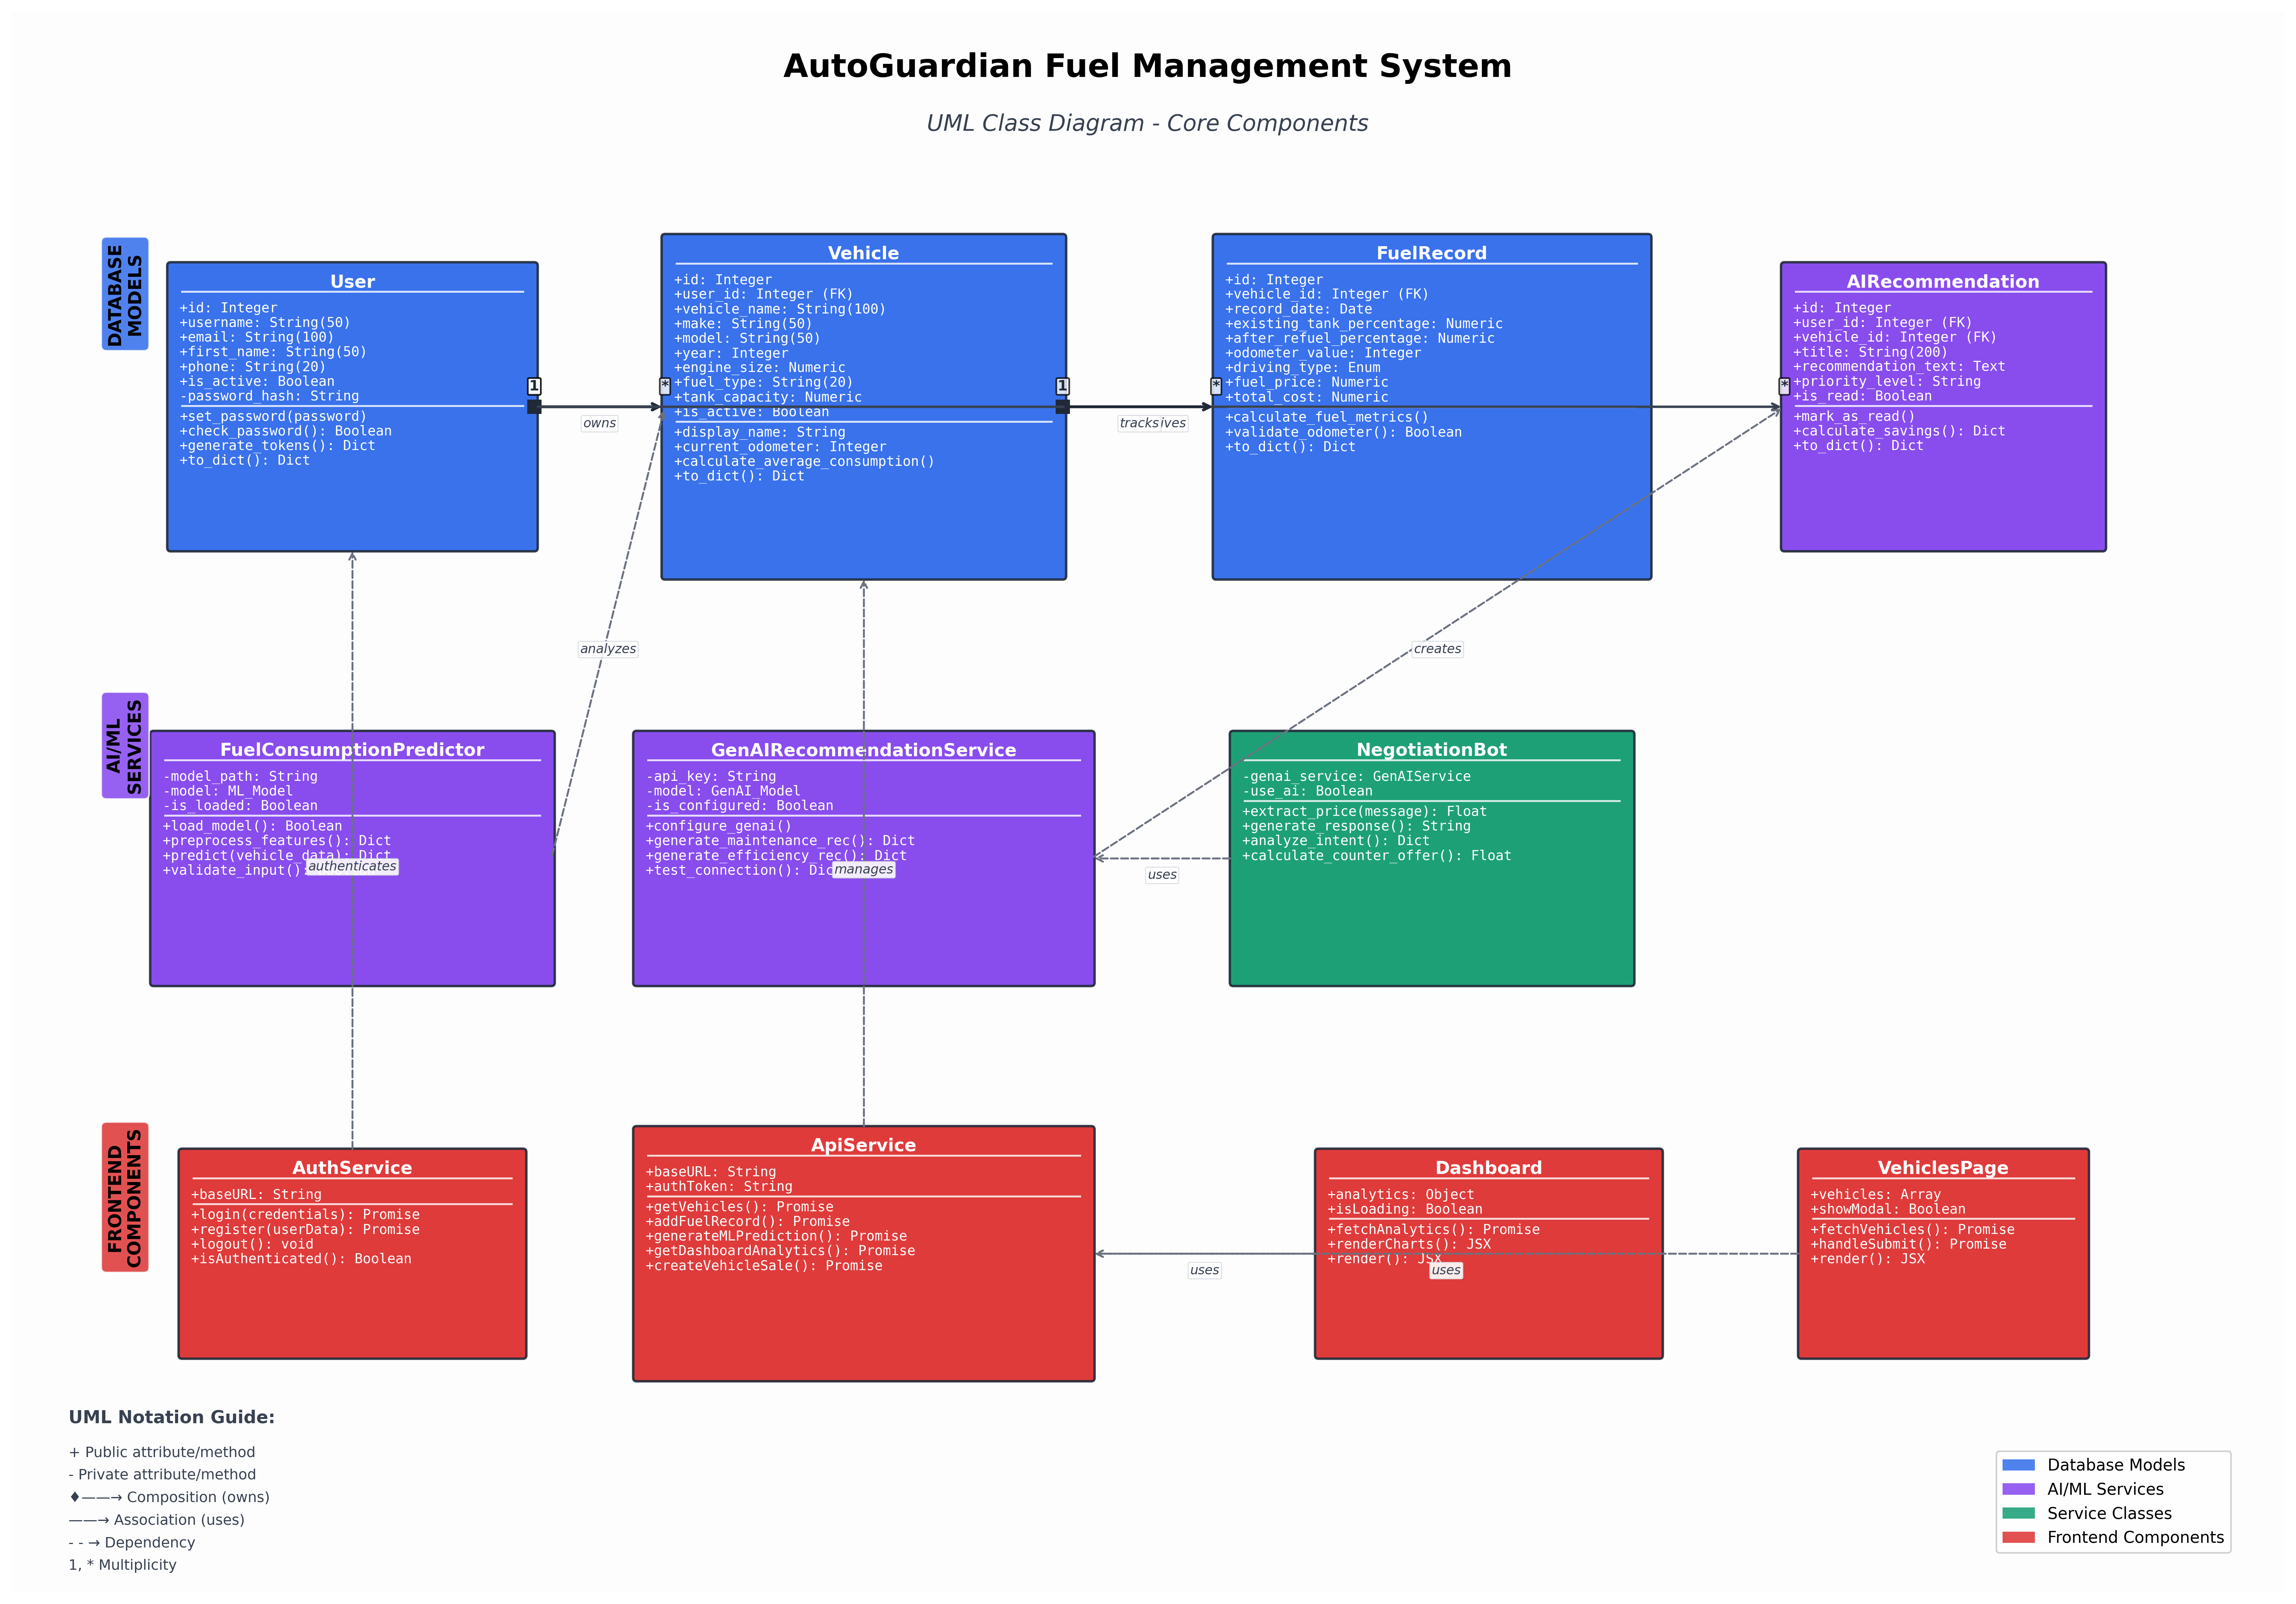 AutoGuardian Fuel Management System
UML Class Diagram - Core Components
DATABASE
MODELS
User
+id: Integer
+username: String(50)
+email: String(100)
+first_name: String(50)
+phone: String(20)
+is_active: Boolean
-password_hash: String
+set_password(password)
+check_password(): Boolean
+generate_tokens(): Dict
+to_dict(): Dict
1
owns
*
Vehicle
+id: Integer
+user_id: Integer (FK)
+vehicle_name: String(100)
+make: String(50)
+model: String(50)
+year: Integer
+engine_size: Numeric
+fuel_type: String(20)
+tank_capacity: Numeric
+is_active: Boolean
+display_name: String
+current_odometer: Integer
+calculate_average_consumption()
+to_dict(): Dict
1
tracks
*
FuelRecord
+id: Integer
+vehicle_id: Integer (FK)
+record_date: Date
+existing_tank_percentage: Numeric
+after_refuel_percentage: Numeric
+odometer_value: Integer
+driving_type: Enum
+fuel_price: Numeric
+total_cost: Numeric
+calculate_fuel_metrics()
+validate_odometer(): Boolean
+to_dict(): Dict
*
AIRecommendation
+id: Integer
+user_id: Integer (FK)
+vehicle_id: Integer (FK)
+title: String(200)
+recommendation_text: Text
+priority_level: String
+is_read: Boolean
+mark_as_read()
+calculate_savings(): Dict
+to_dict(): Dict
analyzes
creates
AI/ML
SERVICES
FuelConsumptionPredictor
-model_path: String
-model: ML_Model
-is_loaded: Boolean
+load_model(): Boolean
+preprocess_features(): Dict
+predict(vehicle_data): Dict
+validate_input():
authenticates
GenAIRecommendationService
-api_key: String
-model: GenAI_Model
-is_configured: Boolean
+configure_genai()
+generate_maintenance_rec(): Dict
+generate_efficiency_rec(): Dict
+test_connection():
manages
uses
NegotiationBot
-genai_service: GenAIService
-use_ai: Boolean
+extract_price(message): Float
+generate_response(): String
+analyze_intent(): Dict
+calculate_counter_offer(): Float
FRONTEND
COMPONENTS
AuthService
+baseURL: String
+login(credentials): Promise
+register(userData): Promise
+logout(): void
+isAuthenticated(): Boolean
ApiService
+baseURL: String
+authToken: String
+getVehicles(): Promise
+addFuelRecord(): Promise
+generateMLPrediction(): Promise
+getDashboardAnalytics(): Promise
+createVehicleSale(): Promise
uses
Dashboard
+analytics: Object
+isLoading: Boolean
+fetchAnalytics(): Promise
+renderCharts(): JSX
+render(): JSX
uses
VehiclesPage
+vehicles: Array
+showModal: Boolean
+fetchVehicles(): Promise
+handleSubmit(): Promise
+render(): JSX
UML Notation Guide:
+ Public attribute/method
- Private attribute/method
♦——→ Composition (owns)
——→ Association (uses)
- - → Dependency
1, * Multiplicity
Database Models
AI/ML Services
Service Classes
Frontend Components